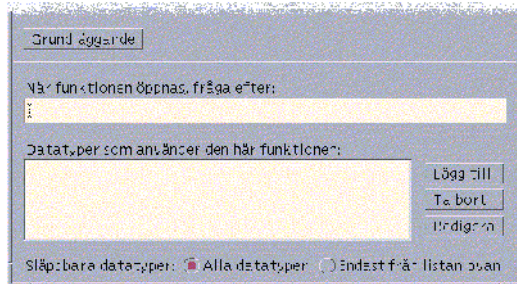 Grundläggande
När funktionen öppnas, fråga efter:
Datatyper som använder den här funktionen:
Lägg till
Ta bort
Redigera
Släppbara datatyper: Alla datatyper Endast från listan ovan